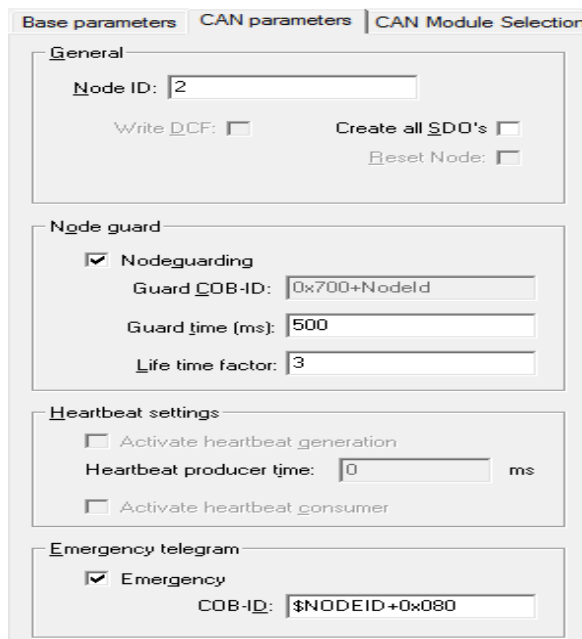 Base parameters CAN parameters CAN Module Selection
General
Node ID: 2
Write DCF: Create all SDO's
Reset Node:
Node guard
Nodeguarding
Guard COB-ID: 0x700+NodeId
Guard time (ms): 500
Life time factor: 3
Heartbeat settings
Activate heartbeat generation
Heartbeat producer time: 0 ms
Activate heartbeat consumer
Emergency telegram
Emergency
COB-ID: $NODEID+0x080